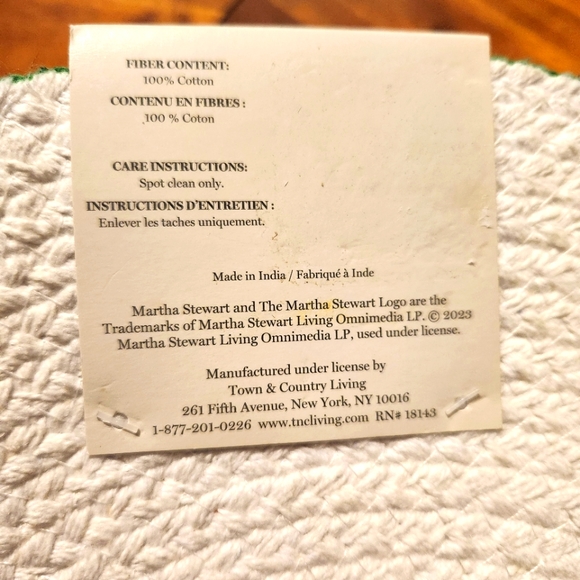 FIBER CONTENT:
100% Cotton
CONTENU EN FIBRES :
100 % Coton
CARE INSTRUCTIONS:
Spot clean only.
INSTRUCTIONS D'ENTRETIEN :
Enlever les taches uniquement.
Made in India / Fabriqué à Inde
Martha Stewart and The Martha Stewart Logo are the
Trademarks of Martha Stewart Living Omnimedia LP. © 2023
Martha Stewart Living Omnimedia LP, used under license.
Manufactured under license by
Town & Country Living
261 Fifth Avenue, New York, NY 10016
1-877-201-0226 www.tncliving.com RN# 18143